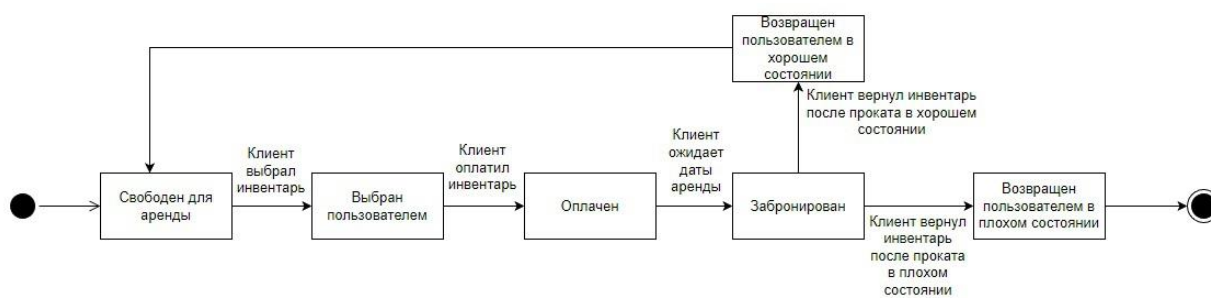 Возвращен
пользователем в
хорошем
состоянии
Клиент вернул инвентарь
после проката в хорошем
состоянии
Клиент
выбрал
инвентарь
Клиент
оплатил
инвентарь
Клиент
ожидает
даты
аренды
Свободен для
аренды
Выбран
пользователем
Оплачен
Забронирован
Возвращен
пользователем в
плохом состоянии
Клиент вернул
инвентарь
после проката
в плохом
состоянии